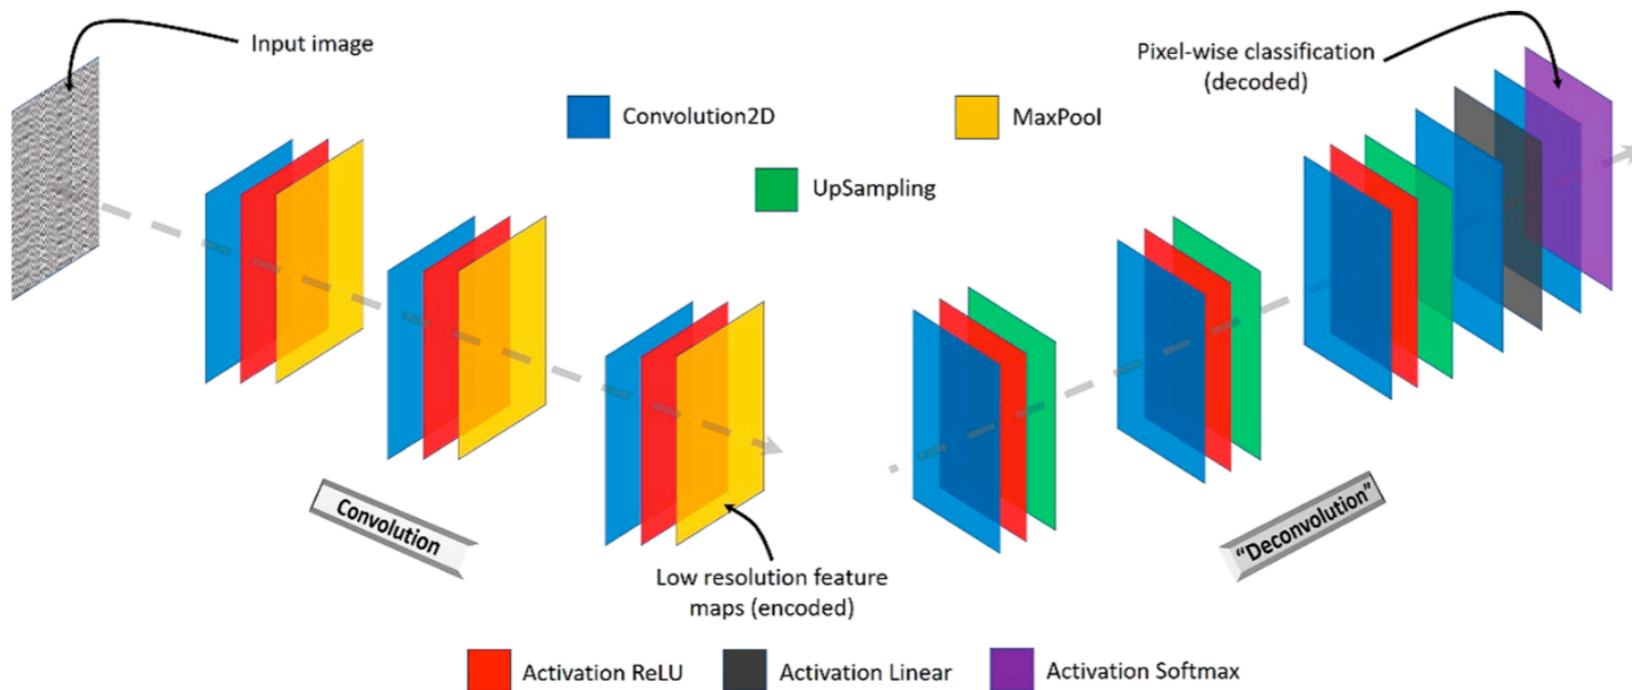 Input image
Pixel-wise classification
(decoded)
Convolution2D
MaxPool
UpSampling
Convolution
"Deconvolution"
Low resolution feature
maps (encoded)
Activation ReLU
Activation Linear
Activation Softmax